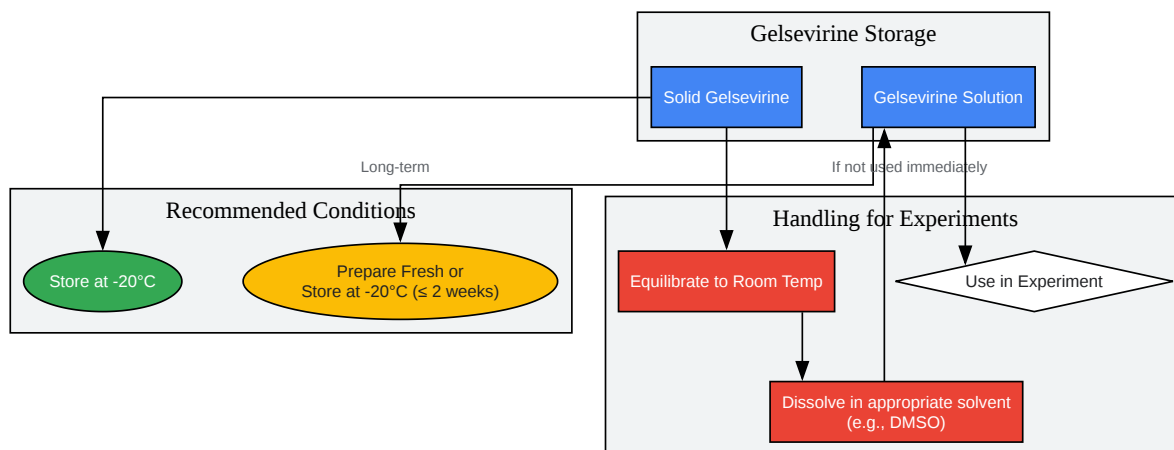 Gelsevirine Storage
Solid Gelsevirine
Gelsevirine Solution
Long-term
If not used immediately
Recommended Conditions
Handling for Experiments
Store at -20°C
Prepare Fresh or
Store at -20°C (≤ 2 weeks)
Equilibrate to Room Temp
Use in Experiment
Dissolve in appropriate solvent
(e.g., DMSO)